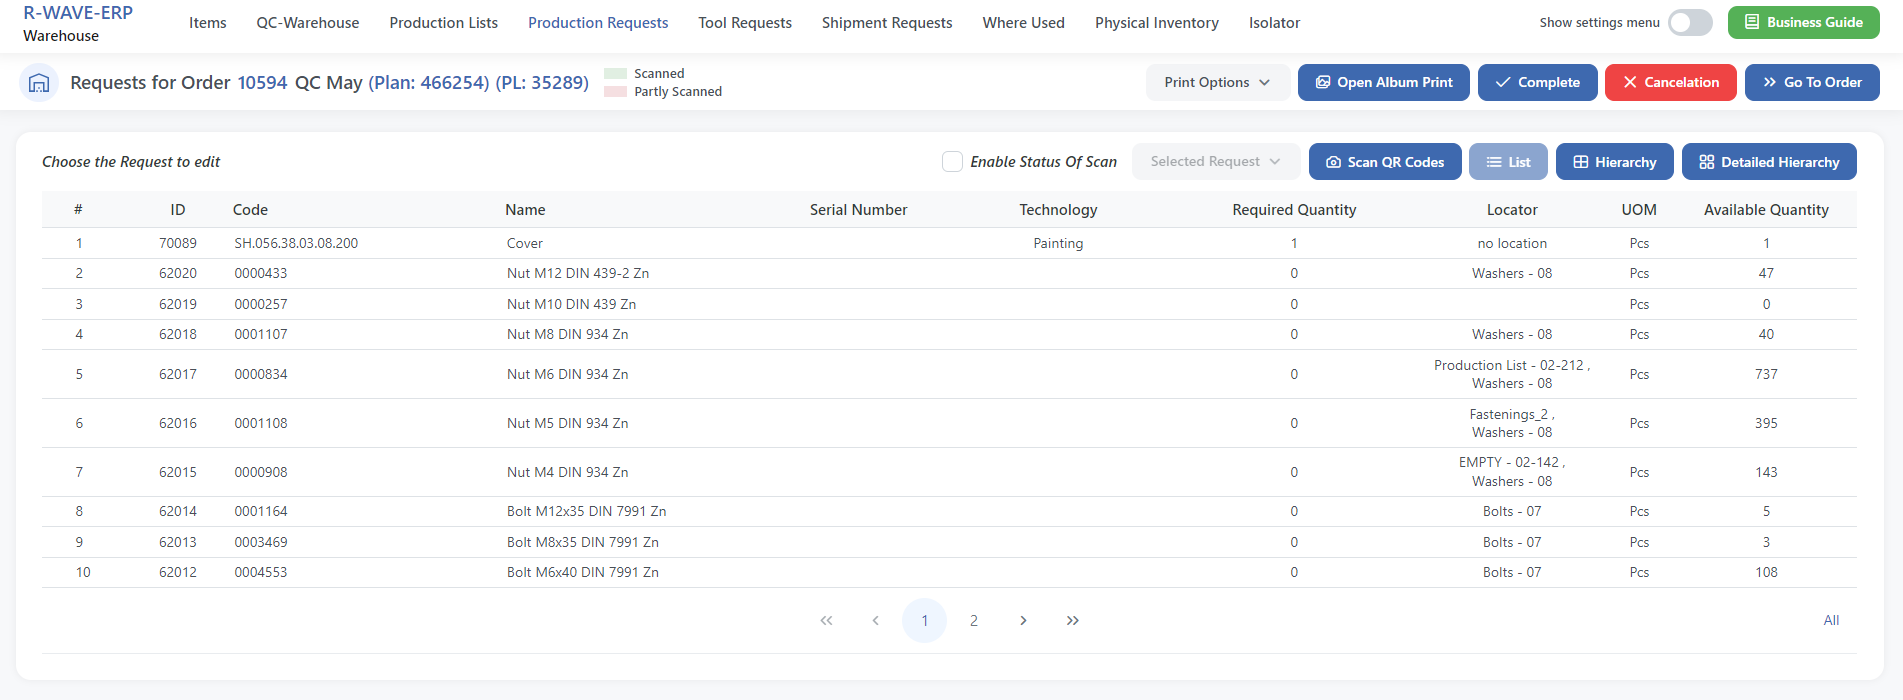 R-WAVE-ERP
Warehouse
Items QC-Warehouse Production Lists Production Requests Tool Requests Shipment Requests Where Used Physical Inventory Isolator
Show settings menu
Business Guide
Requests for Order 10594 QC May (Plan: 466254) (PL: 35289)
Scanned
Partly Scanned
Print Options Open Album Print Complete Cancelation Go To Order
Choose the Request to edit
Enable Status Of Scan Selected Request Scan QR Codes List Hierarchy Detailed Hierarchy
# ID Code Name Serial Number Technology Required Quantity Locator UOM Available Quantity
1 70089 SH.056.38.03.08.200 Cover Painting 1 no location Pcs 1
2 62020 0000433 Nut M12 DIN 439-2 Zn 0 Washers - 08 Pcs 47
3 62019 0000257 Nut M10 DIN 439 Zn 0 Pcs 0
4 62018 0001107 Nut M8 DIN 934 Zn 0 Washers - 08 Pcs 40
5 62017 0000834 Nut M6 DIN 934 Zn 0 Production List - 02-212 ,
Washers - 08 Pcs 737
6 62016 0001108 Nut M5 DIN 934 Zn 0 Fastenings_2 ,
Washers - 08 Pcs 395
7 62015 0000908 Nut M4 DIN 934 Zn 0 EMPTY - 02-142 ,
Washers - 08 Pcs 143
8 62014 0001164 Bolt M12x35 DIN 7991 Zn 0 Bolts - 07 Pcs 5
9 62013 0003469 Bolt M8x35 DIN 7991 Zn 0 Bolts - 07 Pcs 3
10 62012 0004553 Bolt M6x40 DIN 7991 Zn 0 Bolts - 07 Pcs 108
1 2 All